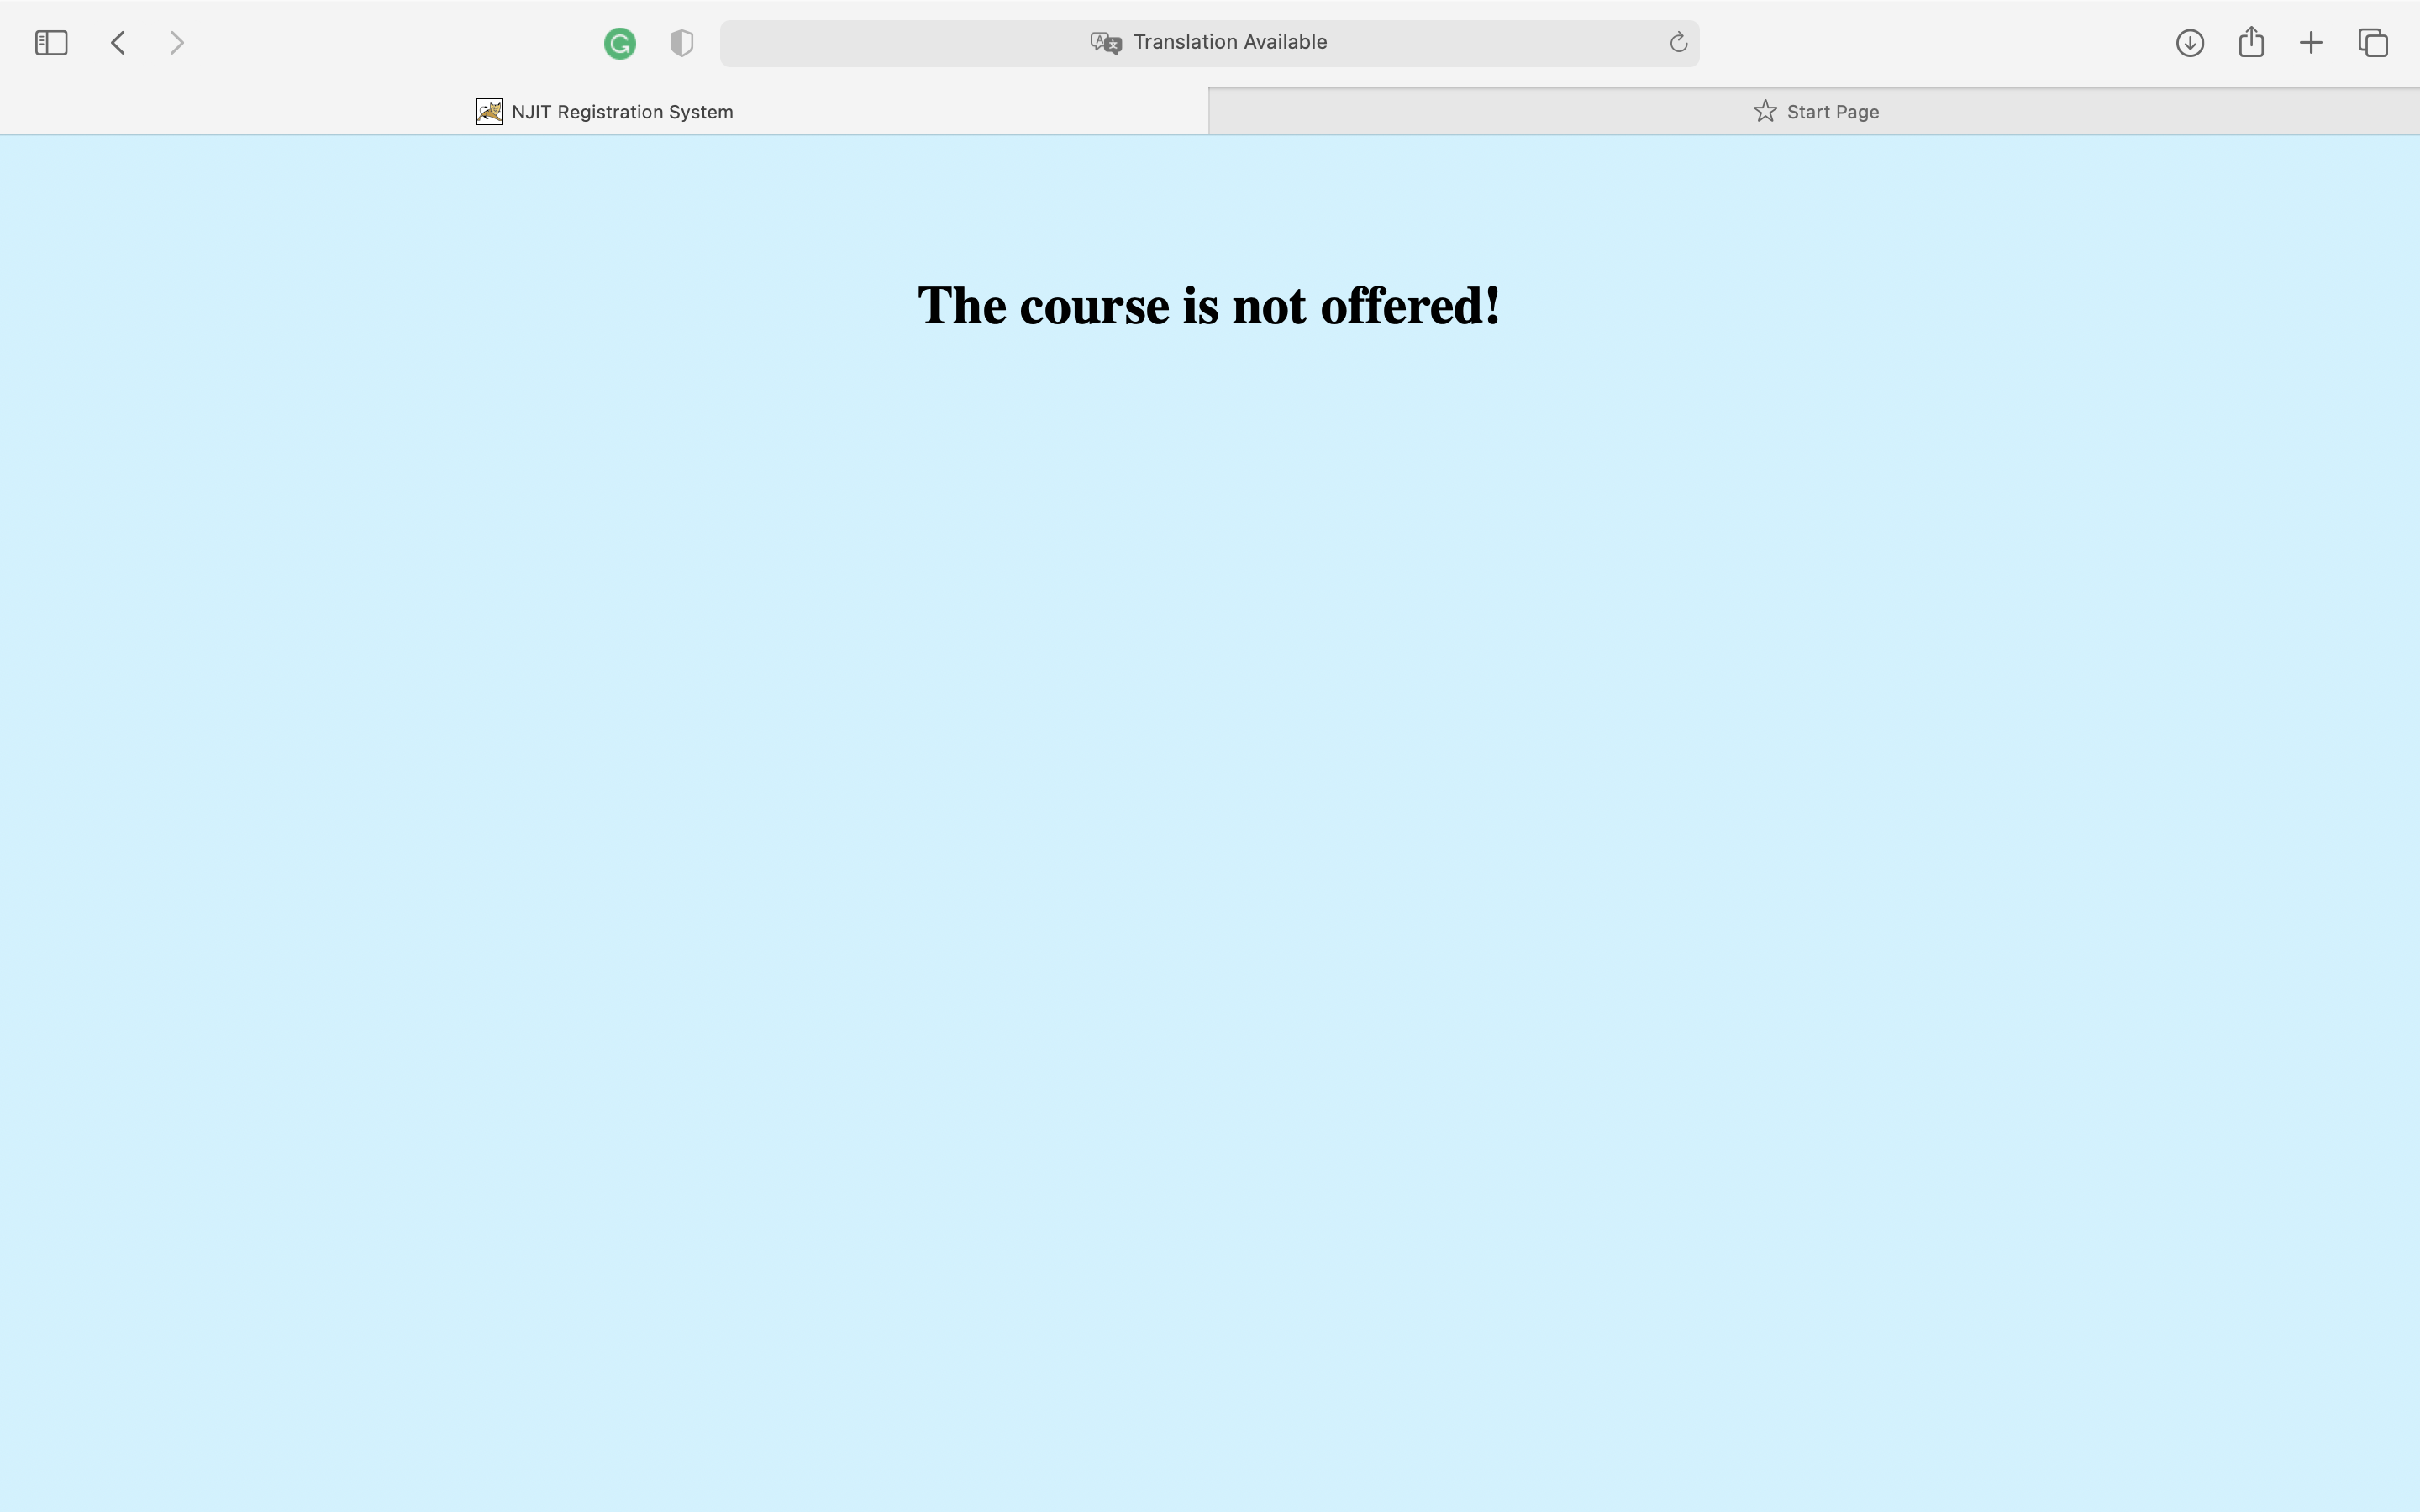 Translation Available
NJIT Registration System
Start Page
The course is not offered!